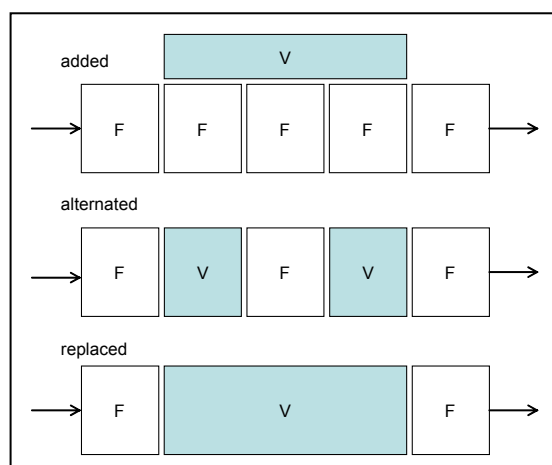 added
V
F F F F F
alternated
F V F V F
replaced
F V F